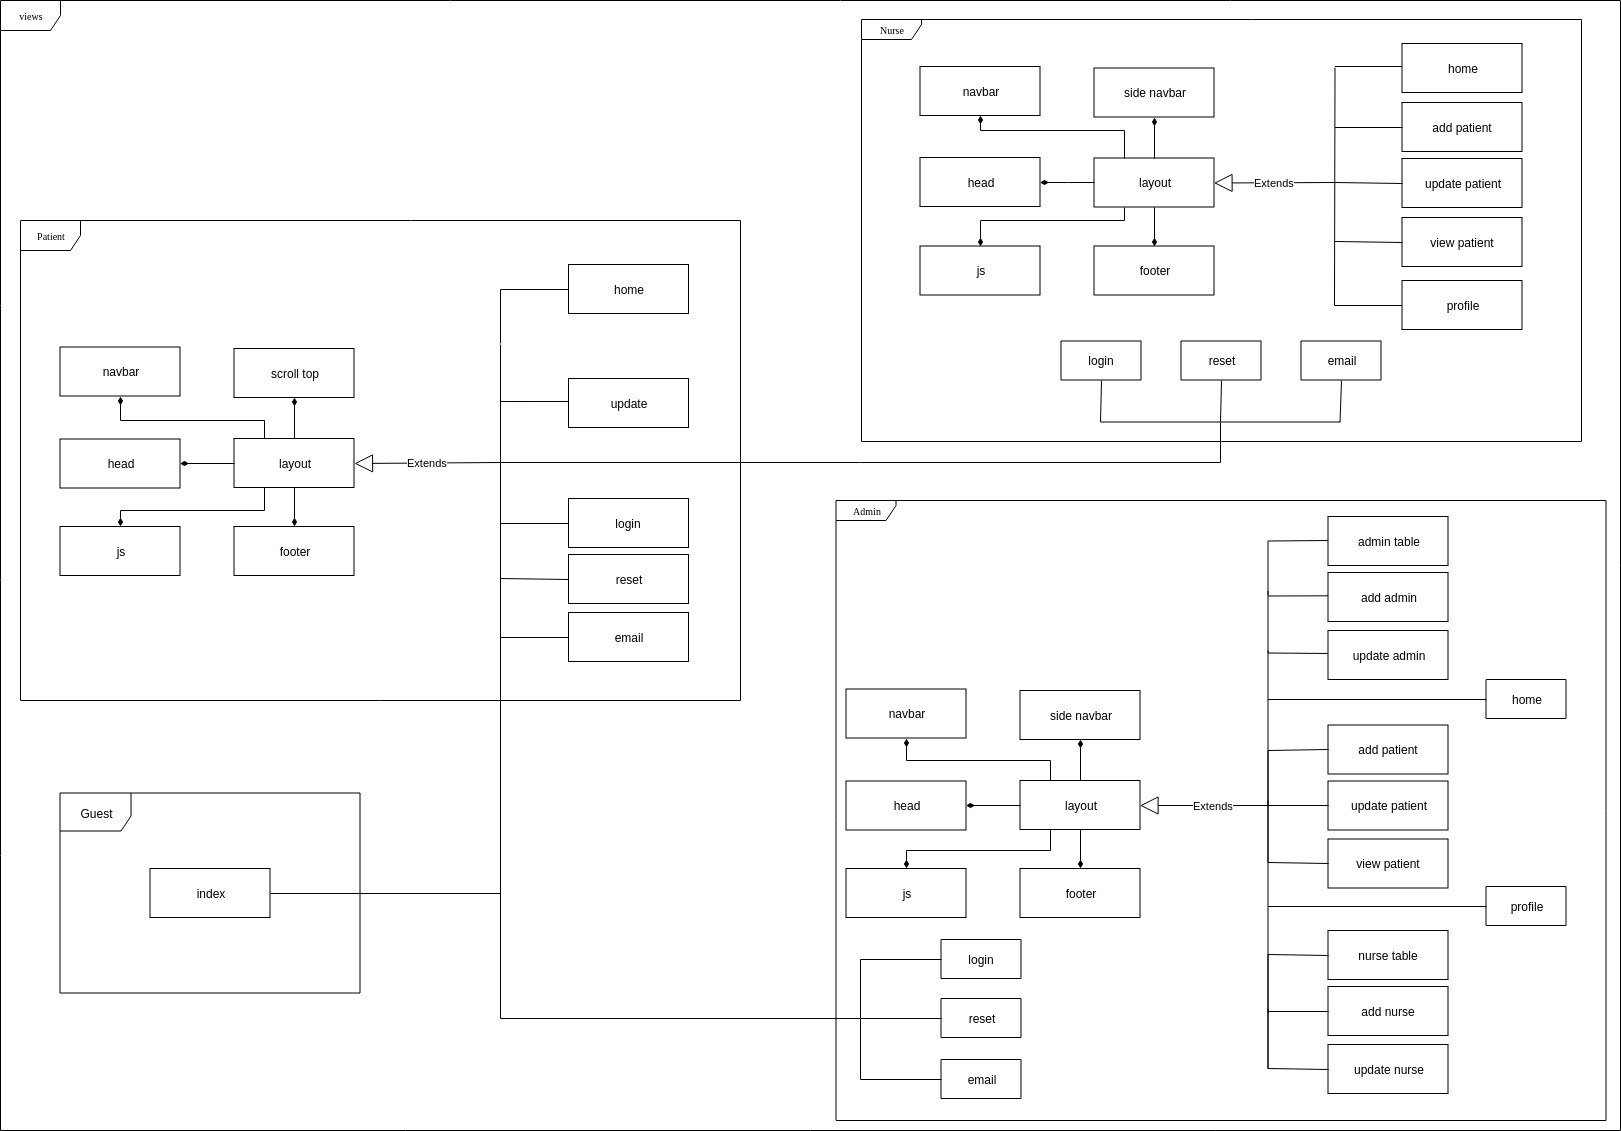 views
Nurse
home
navbar
side navbar
add patient
head
layout
Extends
update patient
view patient
js
footer
profile
login
reset
email
Patient
home
navbar
scroll top
update
head
layout
Extends
login
js
footer
reset
email
Admin
admin table
add admin
update admin
home
navbar
side navbar
add patient
head
layout
Extends
update patient
view patient
js
footer
profile
login
nurse table
reset
add nurse
email
update nurse
Guest
index